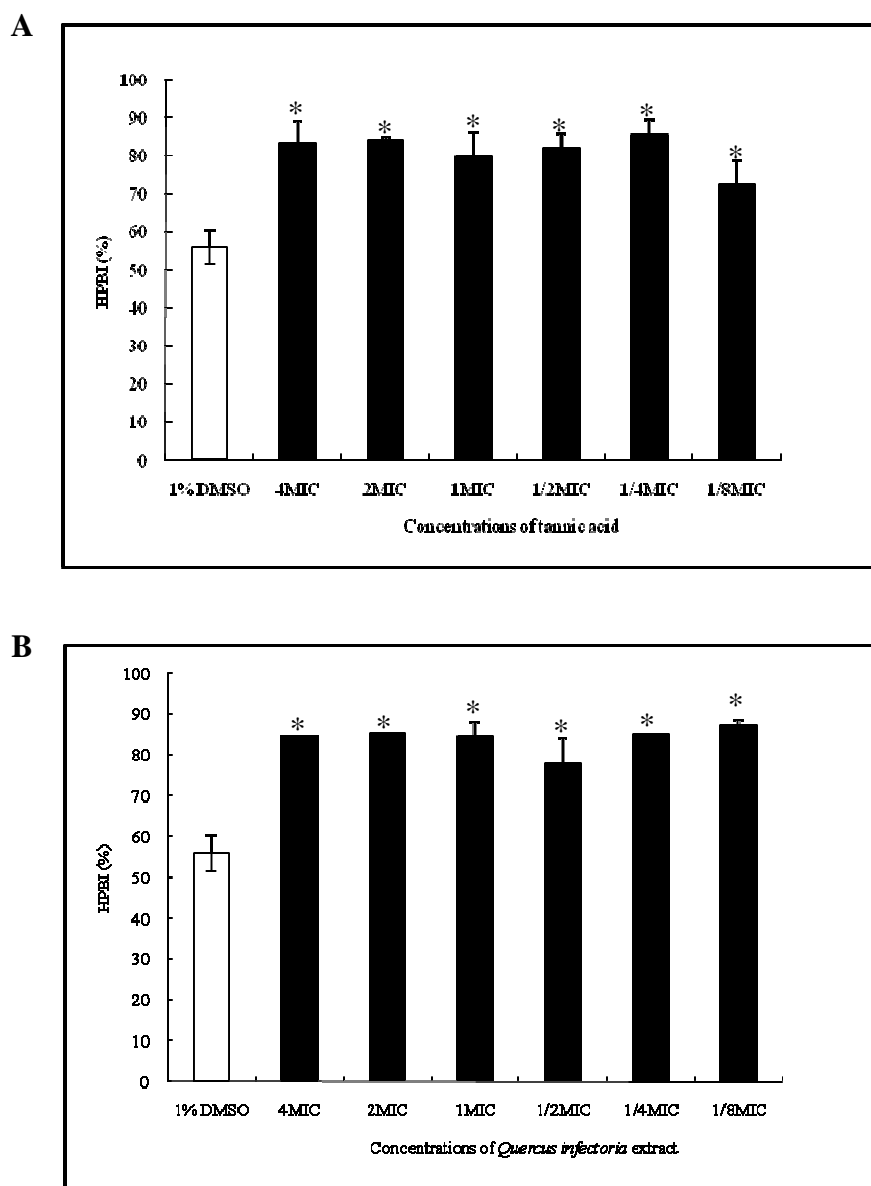 A
100
90
80
70
60
50
40
30
20
10
0
HPBI (%)
* * * * * *
1% DMSO 4MIC 2MIC 1MIC 1/2MIC 1/4MIC 1/8MIC
Concentrations of tannic acid
B
100
90
80
70
60
50
40
30
20
10
0
HPBI (%)
* * * * * *
1% DMSO 4MIC 2MIC 1MIC 1/2MIC 1/4MIC 1/8MIC
Concentrations of Quercus infectoria extract